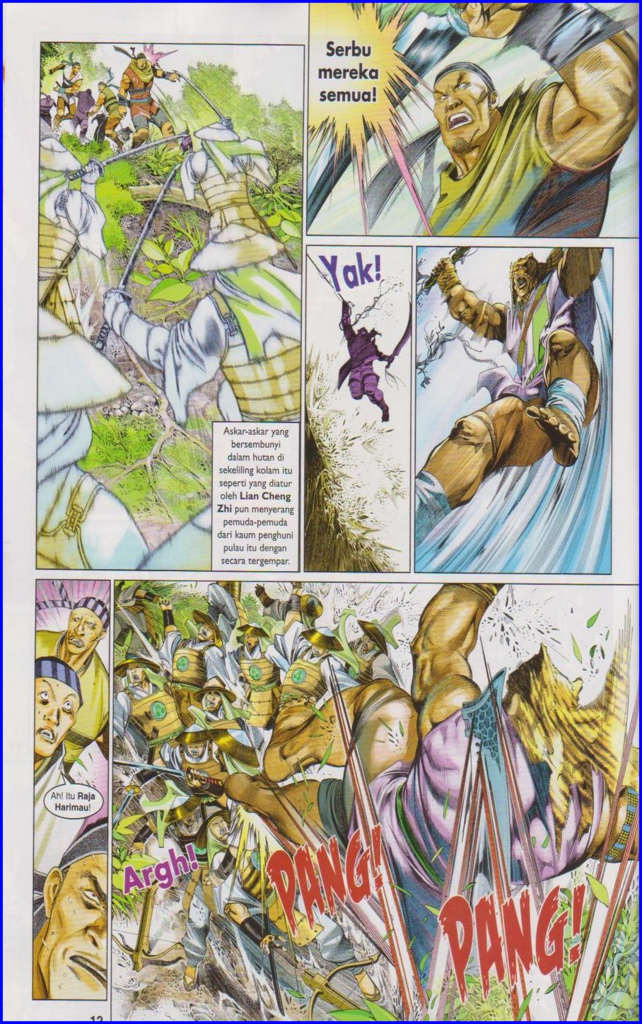 Serbu
mereka
semua!
Yak!
Askar-askar yang
bersembunyi
dalam hutan di
sekeliling kolam itu
seperti yang diatur
oleh Lian Cheng
Zhi pun menyerang
pemuda-pemuda
dari kaum penghuni
pulau itu dengan
secara tergempar.
Ah! Itu Raja
Harimau!
Argh!
PANG!
PANG!